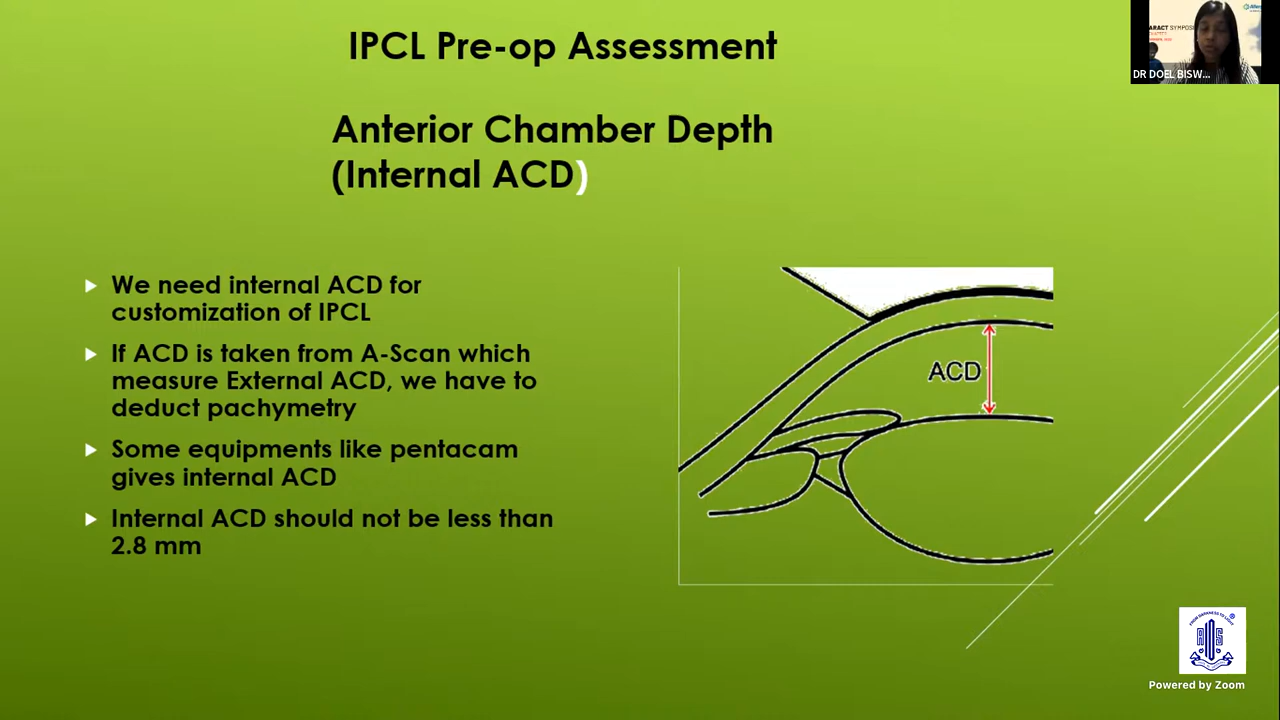 IPCL Pre-op Assessment
Anterior Chamber Depth
(Internal ACD)
We need internal ACD for
customization of IPCL
If ACD is taken from A-Scan which
measure External ACD, we have to
deduct pachymetry
Some equipments like pentacam
gives internal ACD
Internal ACD should not be less than
2.8 mm
ACD
DR DOEL BISW...
Powered by Zoom